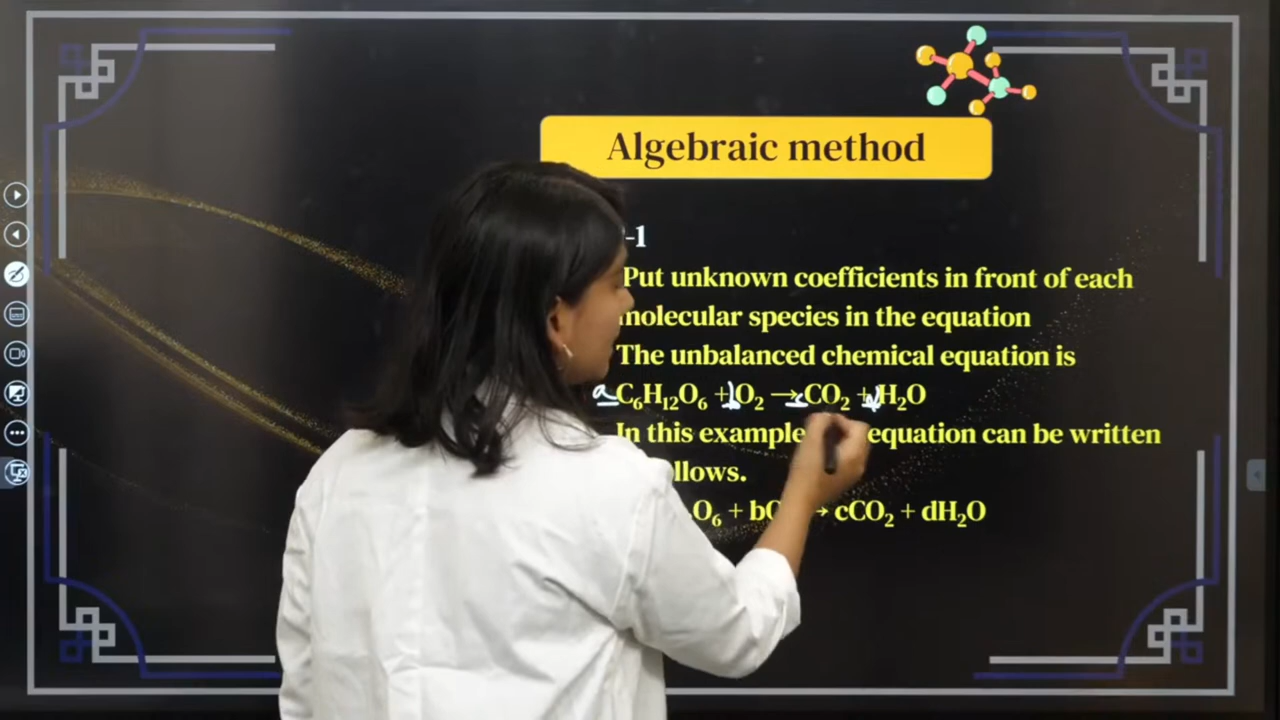 Algebraic method
-1
Put unknown coefficients in front of each
molecular species in the equation
The unbalanced chemical equation is
a C₆H₁₂O₆ + b O₂ → c CO₂ + d H₂O
In this example equation can be written
llows.
O₆ + bO → cCO₂ + dH₂O